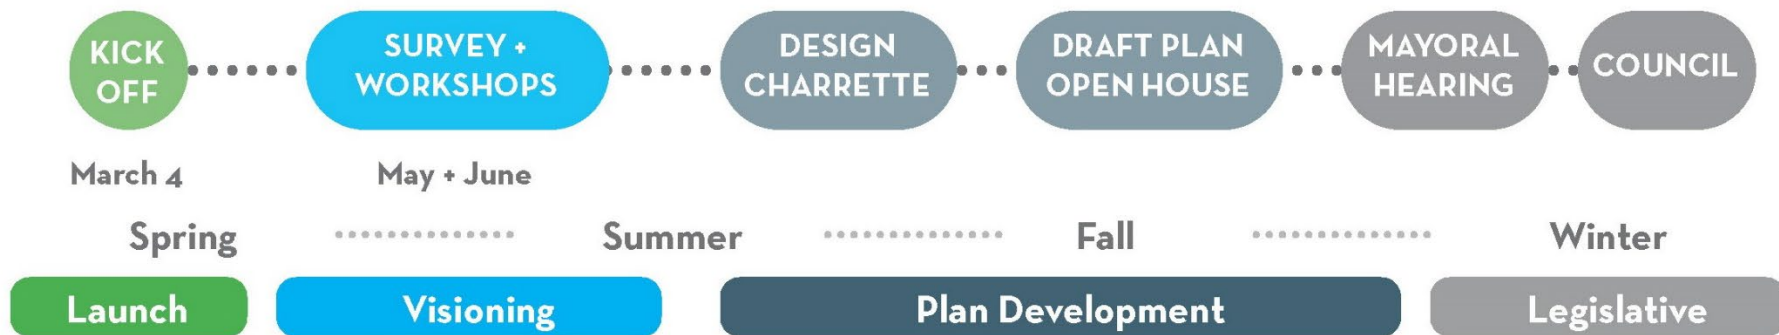 KICK OFF
SURVEY + WORKSHOPS
DESIGN CHARRETTE
DRAFT PLAN OPEN HOUSE
MAYORAL HEARING
COUNCIL
March 4
May + June
Spring
Summer
Fall
Winter
Launch
Visioning
Plan Development
Legislative